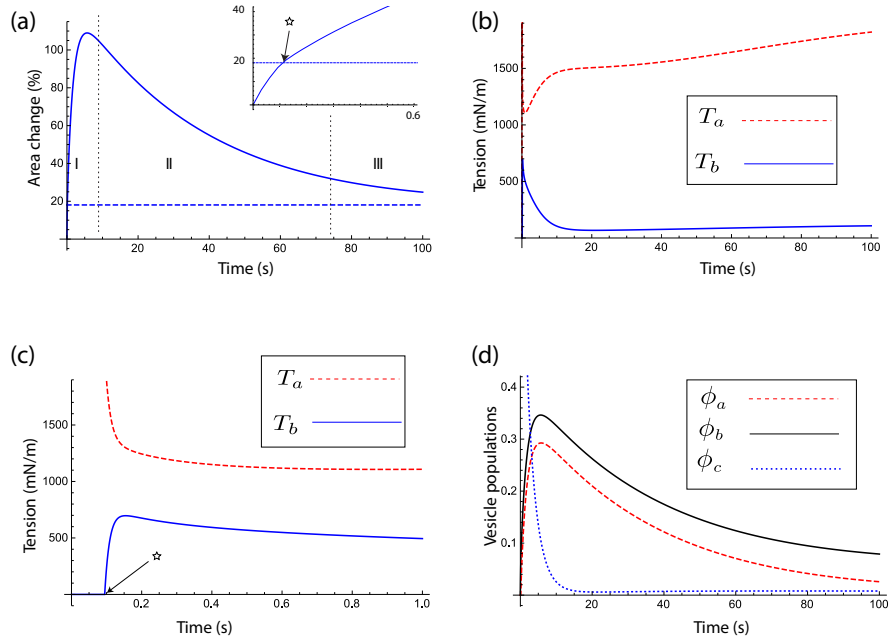 (a)
Area change (%)
100
80
60
40
20
0
20
40
60
80
100
Time (s)
I
II
III
40
20
0.6
☆
(b)
Tension (mN/m)
1500
1000
500
0
20
40
60
80
100
Time (s)
T_a
T_b
(c)
Tension (mN/m)
1500
1000
500
0.2
0.4
0.6
0.8
1.0
Time (s)
T_a
T_b
☆
(d)
Vesicle populations
0.4
0.3
0.2
0.1
0
20
40
60
80
100
Time (s)
ϕ_a
ϕ_b
ϕ_c